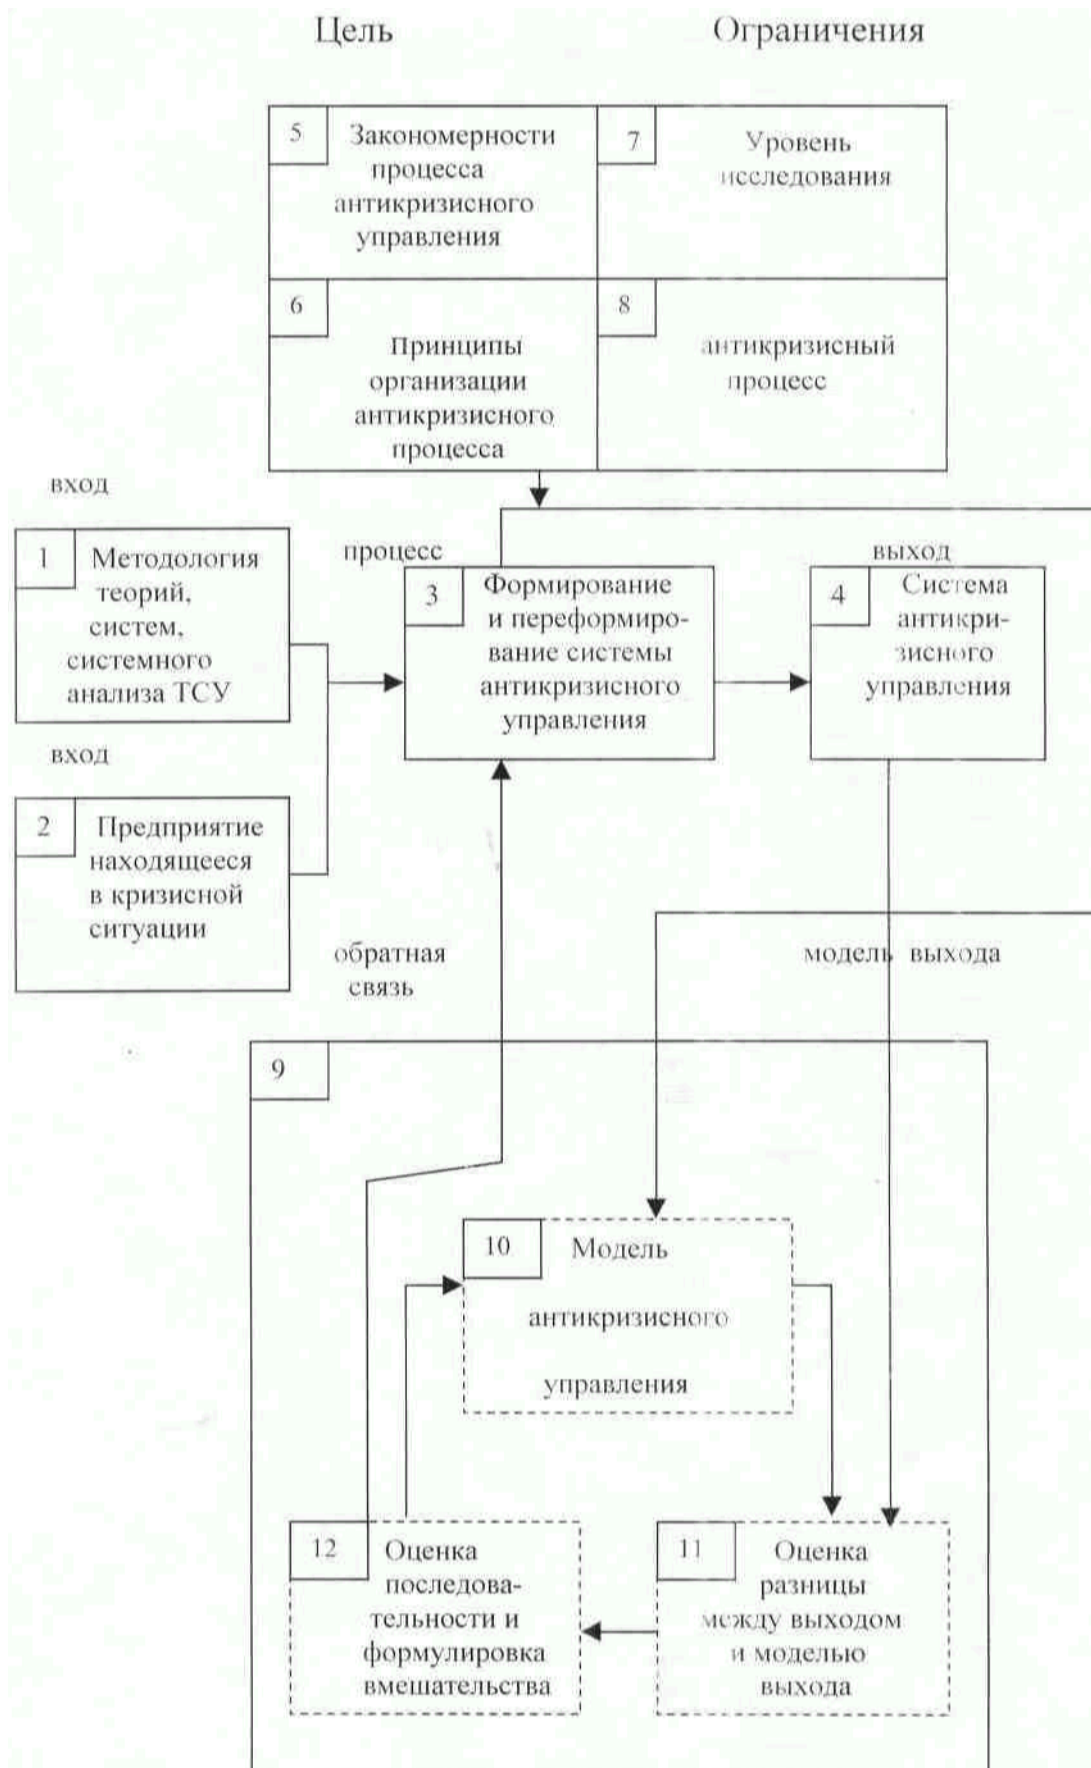 Цель
Ограничения
5
Закономерности
процесса
антикризисного
управления
7
Уровень
исследования
6
Принципы
организации
антикризисного
процесса
8
антикризисный
процесс
вход
1
Методология
теорий,
систем,
системного
анализа ТСУ
процесс
3
Формирование
и переформиро-
вание системы
антикризисного
управления
выход
4
Система
антикри-
зисного
управления
вход
2
Предприятие
находящееся
в кризисной
ситуации
обратная
связь
модель выхода
9
10
Модель
антикризисного
управления
12
Оценка
последова-
тельности и
формулировка
вмешательства
11
Оценка
разницы
между выходом
и моделью
выхода